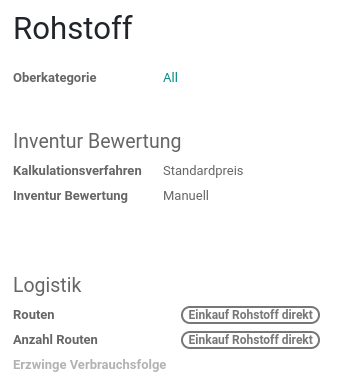 Rohstoff
Oberkategorie All
Inventur Bewertung
Kalkulationsverfahren Standardpreis
Inventur Bewertung Manuell
Logistik
Routen Einkauf Rohstoff direkt
Anzahl Routen Einkauf Rohstoff direkt
Erzwinge Verbrauchsfolge